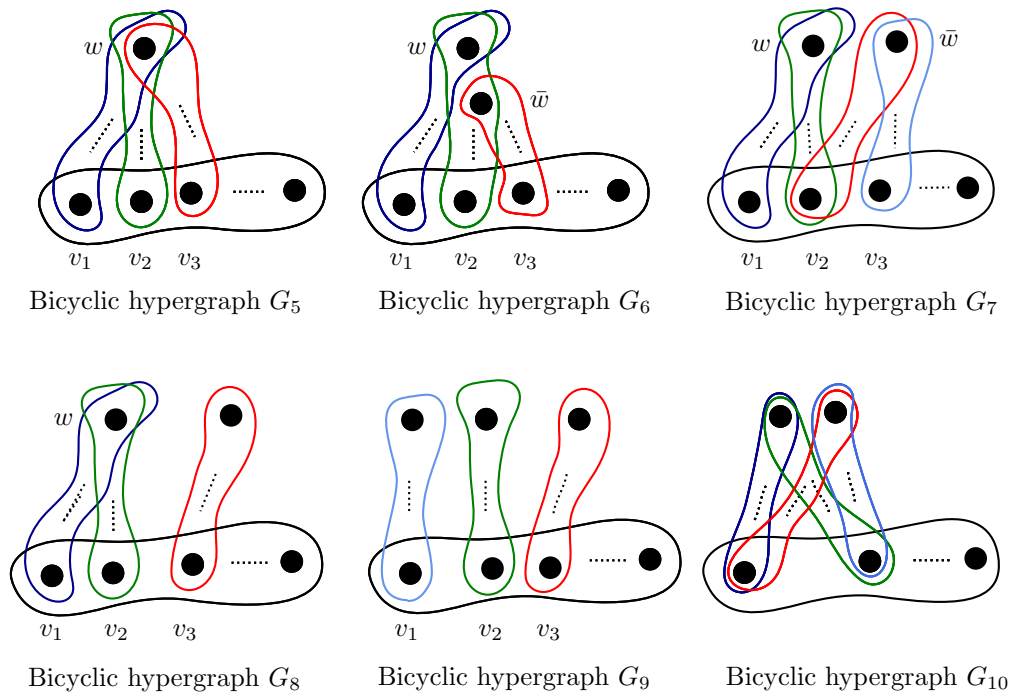 w
v₁ v₂ v₃
Bicyclic hypergraph G₅
w
w̄
v₁ v₂ v₃
Bicyclic hypergraph G₆
w
w̄
v₁ v₂ v₃
Bicyclic hypergraph G₇
w
v₁ v₂ v₃
Bicyclic hypergraph G₈
v₁ v₂ v₃
Bicyclic hypergraph G₉
Bicyclic hypergraph G₁₀